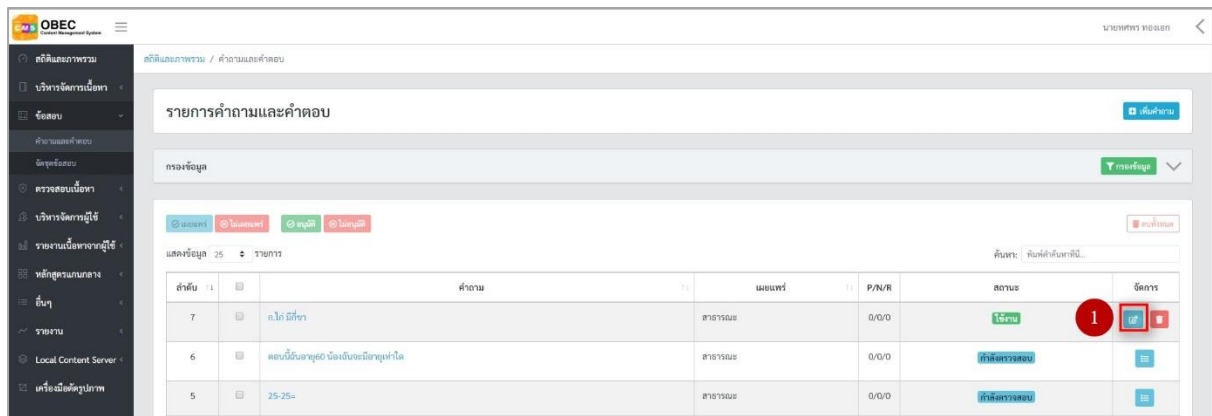 CMS OBEC
Content Management System
นายทศพร ทองเอก
สถิติและภาพรวม
บริหารจัดการเนื้อหา
ข้อสอบ
คำถามและคำตอบ
จัดชุดข้อสอบ
ตรวจสอบเนื้อหา
บริหารจัดการผู้ใช้
รายงานเนื้อหาจากผู้ใช้
หลักสูตรแกนกลาง
อื่นๆ
รายงาน
Local Content Server
เครื่องมือตัดรูปภาพ
สถิติและภาพรวม / คำถามและคำตอบ
รายการคำถามและคำตอบ
เพิ่มคำถาม
กรองข้อมูล
กรองข้อมูล
เผยแพร่ ไม่เผยแพร่ อนุมัติ ไม่อนุมัติ
ลบทั้งหมด
แสดงข้อมูล 25 รายการ
ค้นหา: พิมพ์คำค้นหาที่นี่...
ลำดับ คำถาม เผยแพร่ P/N/R สถานะ จัดการ
7 ก.ไก่ มีกี่ขา สาธารณะ 0/0/0 ใช้งาน 1
6 ตอนนี้ฉันอายุ60 น้องฉันจะมีอายุเท่าใด สาธารณะ 0/0/0 กำลังตรวจสอบ
5 25-25= สาธารณะ 0/0/0 กำลังตรวจสอบ